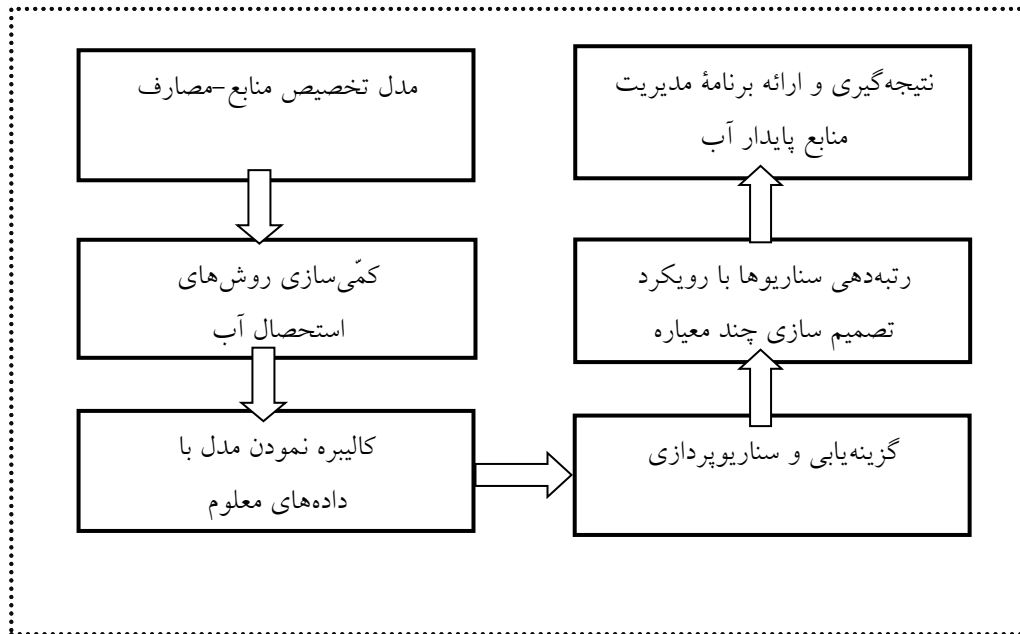 مدل تخصیص منابع-مصارف
کمّی‌سازی روش‌های
استحصال آب
کالیبره نمودن مدل با
داده‌های معلوم
گزینه‌یابی و سناریوپردازی
رتبه‌دهی سناریوها با رویکرد
تصمیم سازی چند معیاره
نتیجه‌گیری و ارائه برنامۀ مدیریت
منابع پایدار آب